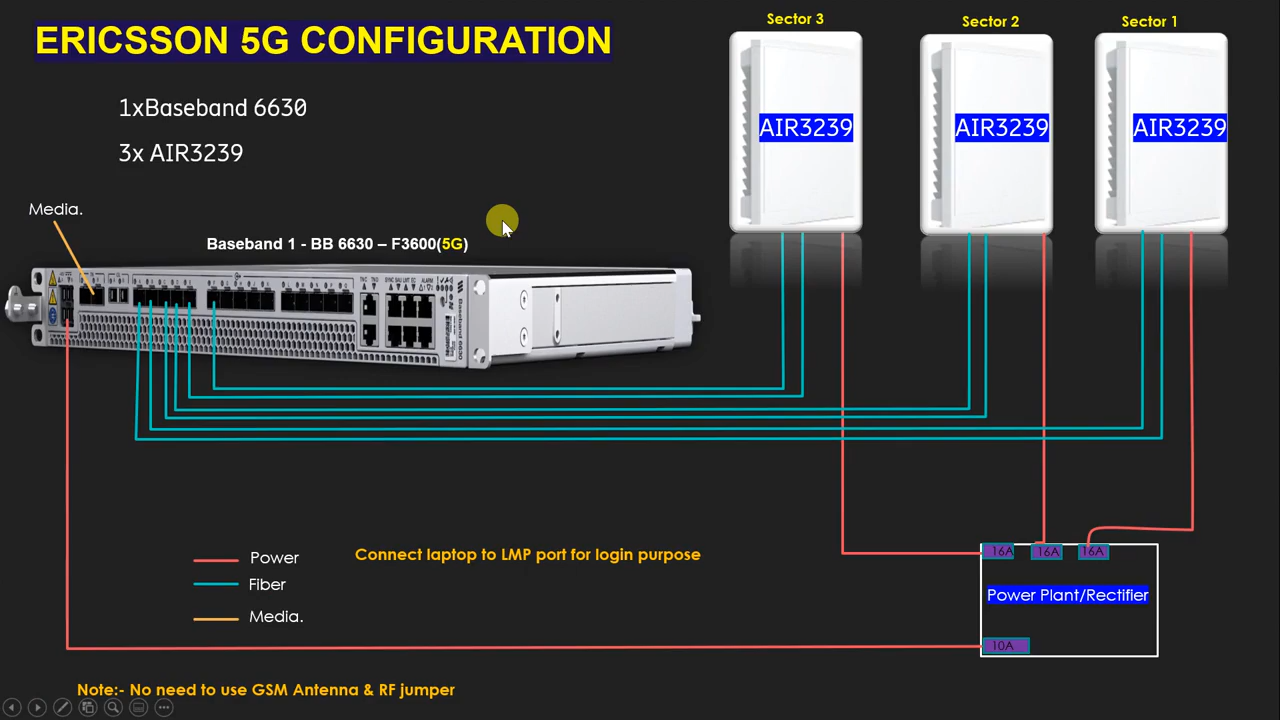 ERICSSON 5G CONFIGURATION
1xBaseband 6630
3x AIR3239
Sector 3
Sector 2
Sector 1
AIR3239
AIR3239
AIR3239
Media.
Baseband 1 - BB 6630 – F3600(5G)
Baseband 6630
Power
Fiber
Media.
Connect laptop to LMP port for login purpose
16A
16A
16A
Power Plant/Rectifier
10A
Note:- No need to use GSM Antenna & RF jumper